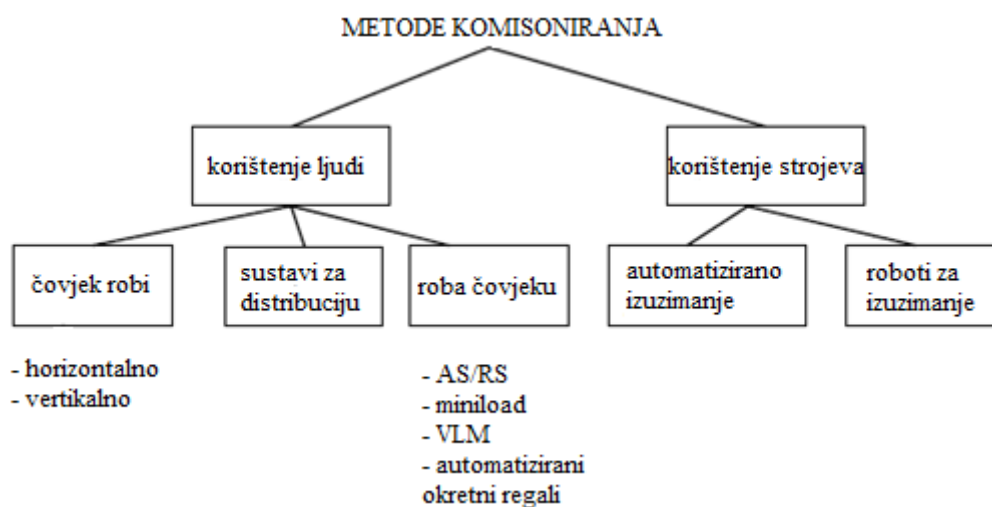 METODE KOMISONIRANJA
korištenje ljudi
korištenje strojeva
čovjek robi
sustavi za
distribuciju
roba čovjeku
automatizirano
izuzimanje
roboti za
izuzimanje
- horizontalno
- vertikalno
- AS/RS
- miniload
- VLM
- automatizirani
okretni regali